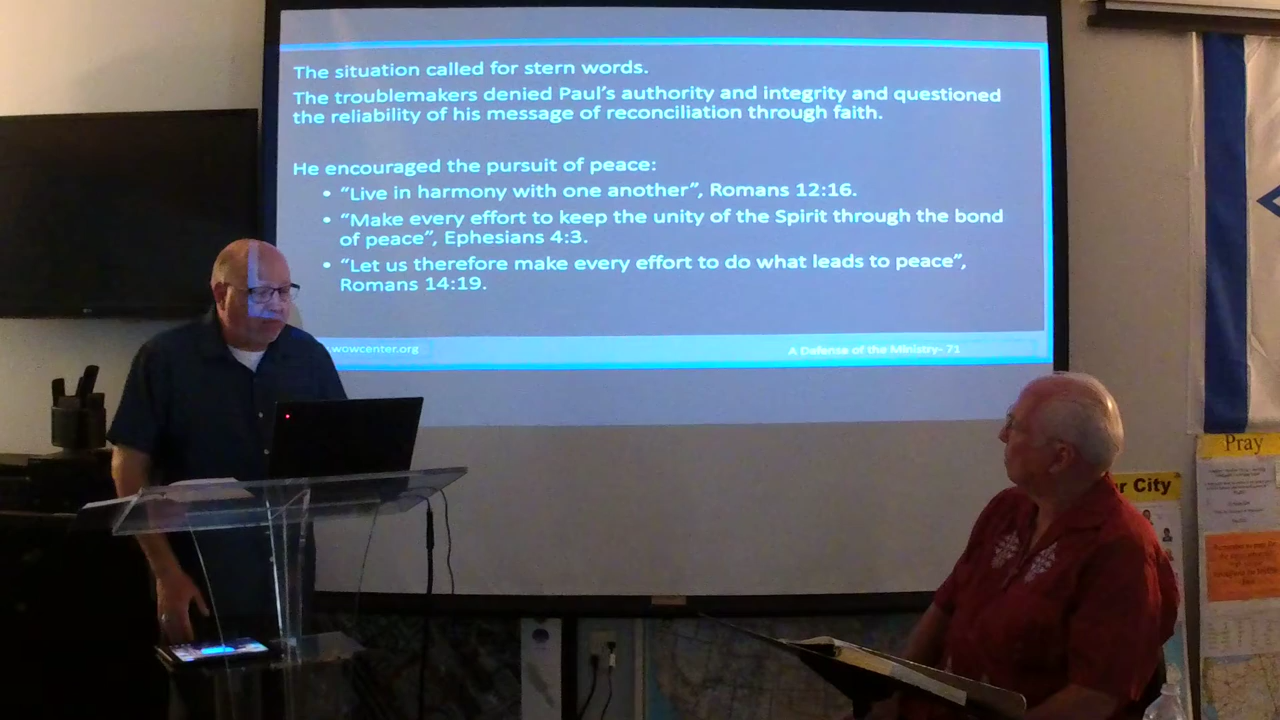 The situation called for stern words.
The troublemakers denied Paul's authority and integrity and questioned
the reliability of his message of reconciliation through faith.
He encouraged the pursuit of peace:
• “Live in harmony with one another”, Romans 12:16.
• “Make every effort to keep the unity of the Spirit through the bond
of peace”, Ephesians 4:3.
• “Let us therefore make every effort to do what leads to peace”,
Romans 14:19.
.wowcenter.org
A Defense of the Ministry- 71
Pray
r City